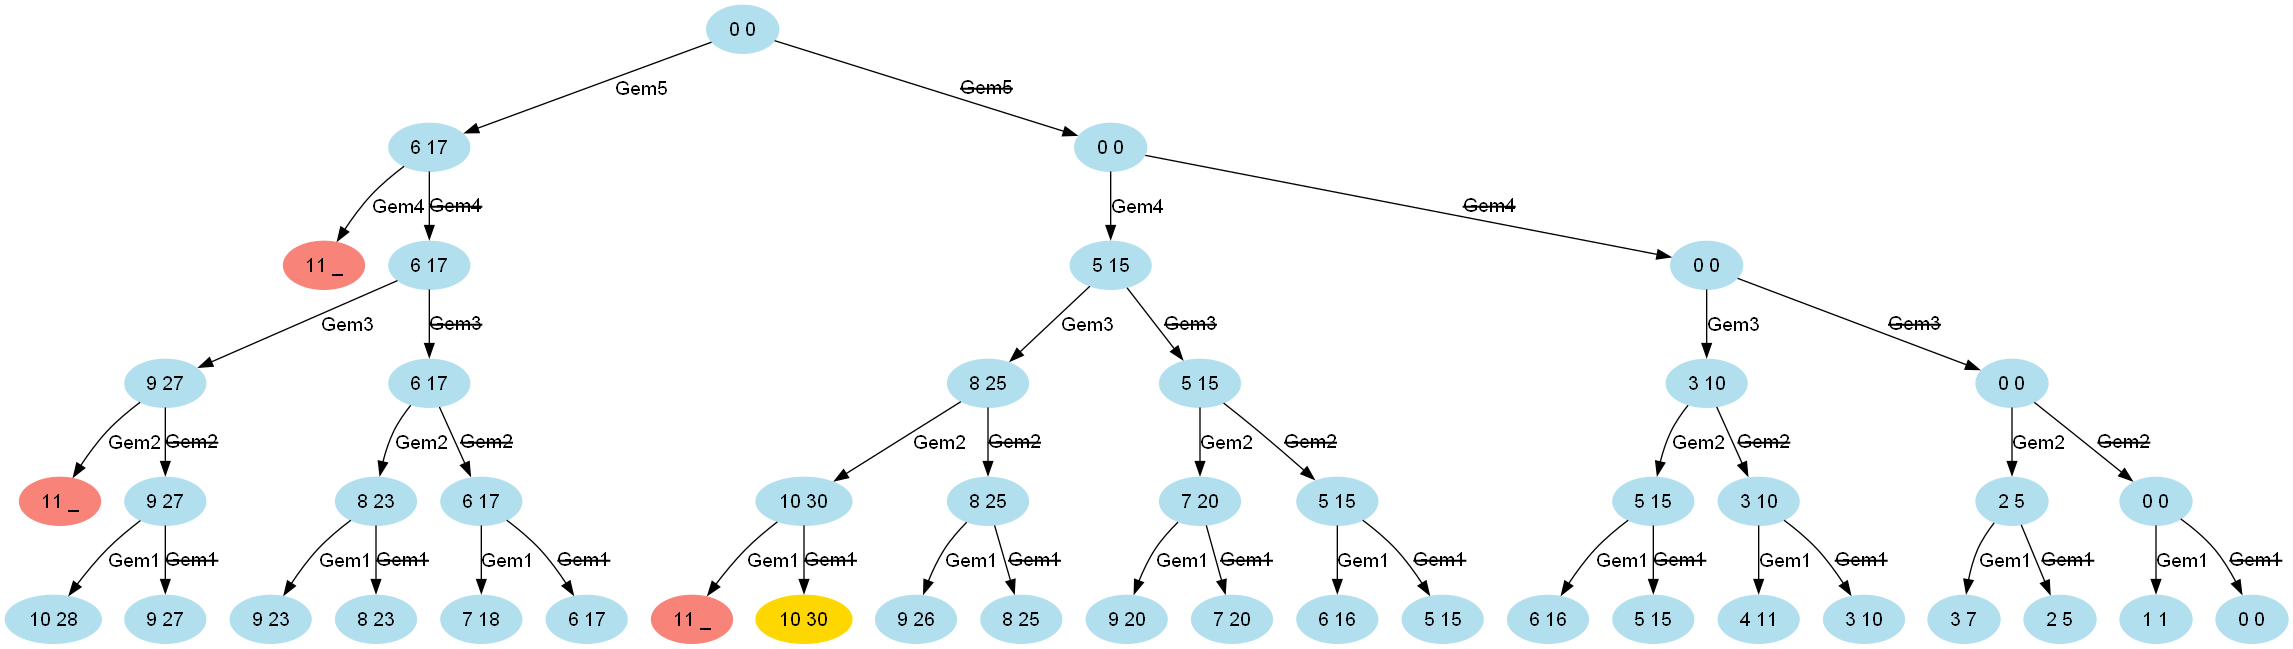 0 0
Gem5 Gem5
6 17 0 0
Gem4 Gem4 Gem4 Gem4
11 _ 6 17 5 15 0 0
Gem3 Gem3 Gem3 Gem3 Gem3 Gem3
9 27 6 17 8 25 5 15 3 10 0 0
Gem2 Gem2 Gem2 Gem2 Gem2 Gem2 Gem2 Gem2 Gem2 Gem2 Gem2 Gem2
11 _ 9 27 8 23 6 17 10 30 8 25 7 20 5 15 5 15 3 10 2 5 0 0
Gem1 Gem1 Gem1 Gem1 Gem1 Gem1 Gem1 Gem1 Gem1 Gem1 Gem1 Gem1 Gem1 Gem1 Gem1 Gem1 Gem1 Gem1 Gem1 Gem1 Gem1 Gem1
10 28 9 27 9 23 8 23 7 18 6 17 11 _ 10 30 9 26 8 25 9 20 7 20 6 16 5 15 6 16 5 15 4 11 3 10 3 7 2 5 1 1 0 0